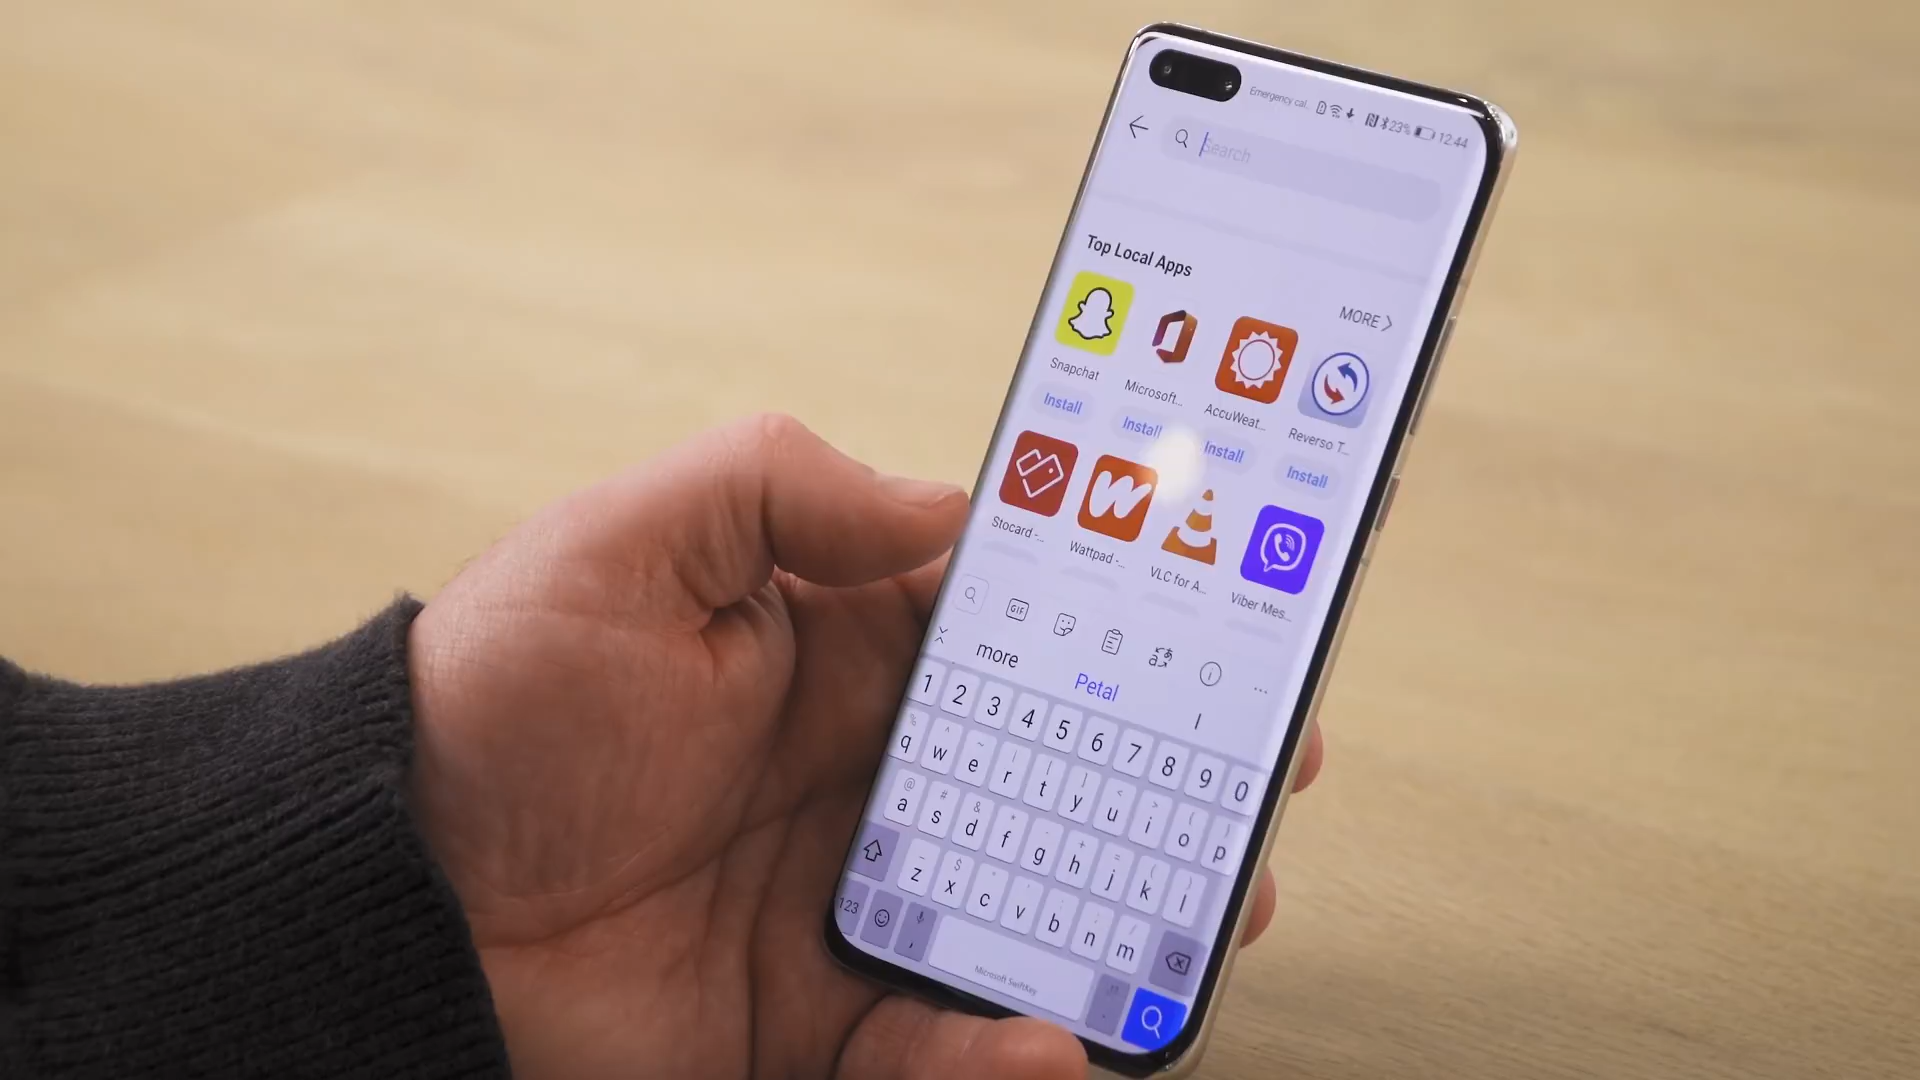 Emergency cal.. 23% 12:44
Search
Top Local Apps
MORE
Snapchat Microsoft... AccuWeat... Reverso T...
Install Install Install Install
Stocard -... Wattpad -... VLC for A... Viber Mes...
GIF
more Petal I
1 2 3 4 5 6 7 8 9 0
q w e r t y u i o p
a s d f g h j k l
z x c v b n m
123 , Microsoft SwiftKey .